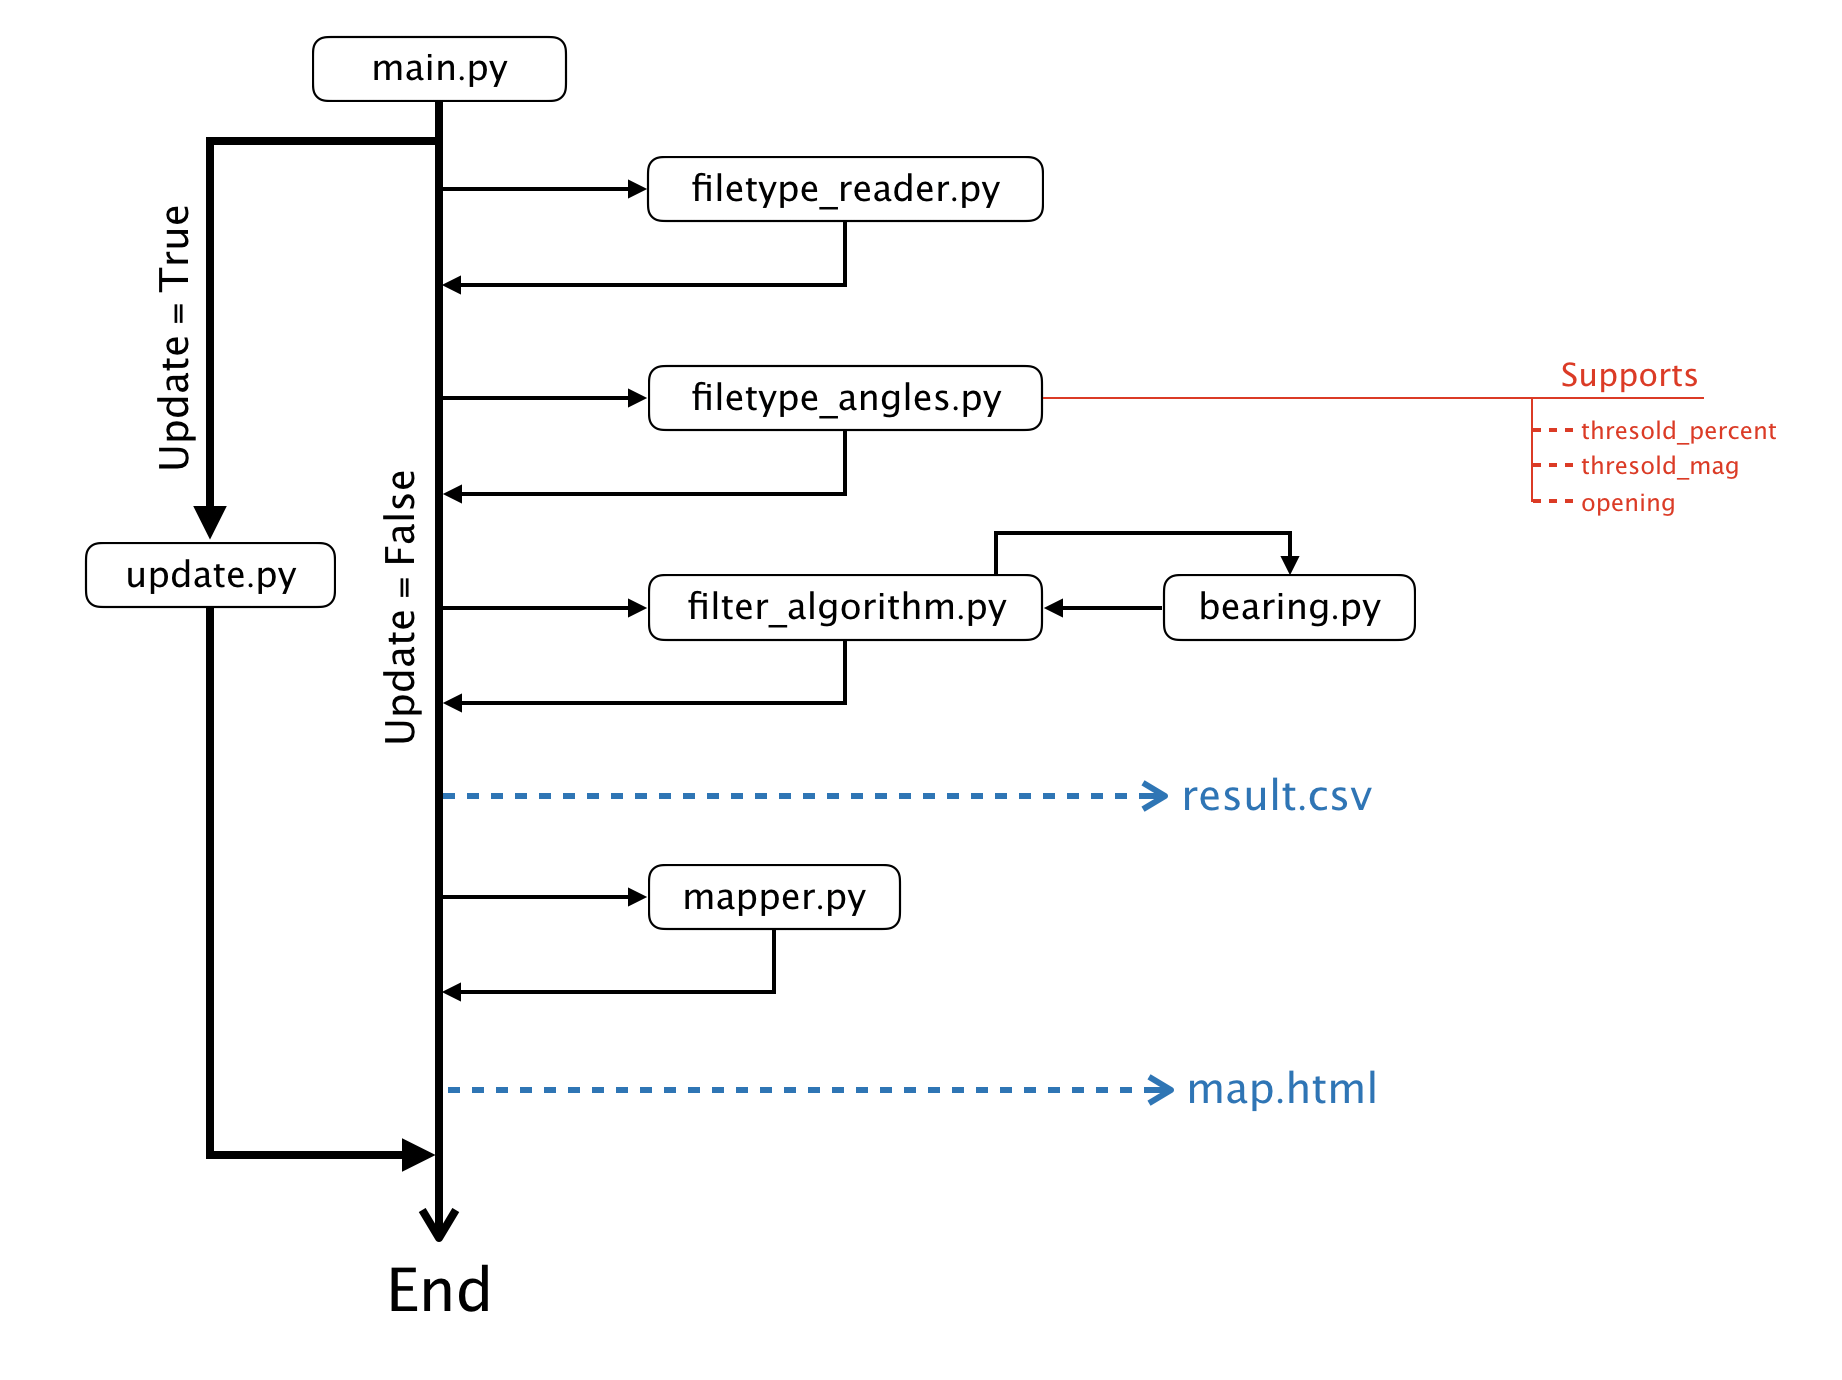 main.py
filetype_reader.py
Update = True
filetype_angles.py
Supports
thresold_percent
thresold_mag
opening
Update = False
update.py
filter_algorithm.py
bearing.py
result.csv
mapper.py
map.html
End